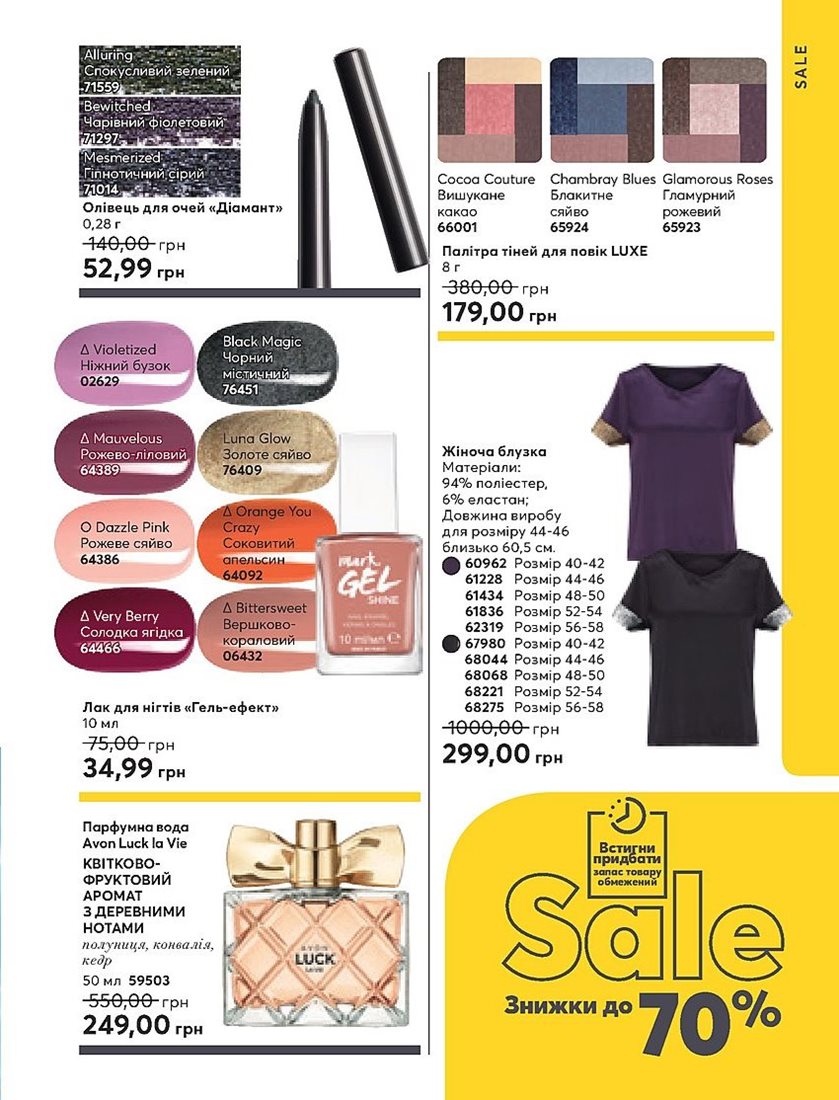 SALE
Alluring
Спокусливий зелений
71559
Bewitched
Чарівний фіолетовий
71297
Mesmerized
Гіпнотичний сірий
71014
Олівець для очей «Діамант»
0,28 г
140,00 грн
52,99 грн
Cocoa Couture
Вишукане
какао
66001
Chambray Blues
Блакитне
сяйво
65924
Glamorous Roses
Гламурний
рожевий
65923
Палітра тіней для повік LUXE
8 г
380,00 грн
179,00 грн
Δ Violetized
Ніжний бузок
02629
Black Magic
Чорний
містичний
76451
Δ Mauvelous
Рожево-ліловий
64389
Luna Glow
Золоте сяйво
76409
O Dazzle Pink
Рожеве сяйво
64386
Δ Orange You
Crazy
Соковитий
апельсин
64092
Δ Very Berry
Солодка ягідка
64466
Δ Bittersweet
Вершково-
кораловий
06432
mark.
GEL
SHINE
NAIL ENAMEL
10 ml
Лак для нігтів «Гель-ефект»
10 мл
75,00 грн
34,99 грн
Жіноча блузка
Матеріали:
94% поліестер,
6% еластан;
Довжина виробу
для розміру 44-46
близько 60,5 см.
60962 Розмір 40-42
61228 Розмір 44-46
61434 Розмір 48-50
61836 Розмір 52-54
62319 Розмір 56-58
67980 Розмір 40-42
68044 Розмір 44-46
68068 Розмір 48-50
68221 Розмір 52-54
68275 Розмір 56-58
1000,00 грн
299,00 грн
Парфумна вода
Avon Luck la Vie
КВІТКОВО-
ФРУКТОВИЙ
АРОМАТ
З ДЕРЕВНИМИ
НОТАМИ
полуниця, конвалія,
кедр
50 мл 59503
550,00 грн
249,00 грн
AVON
LUCK
LA VIE
Встигни
придбати
запас товару
обмежений
Sale
Знижки до 70%